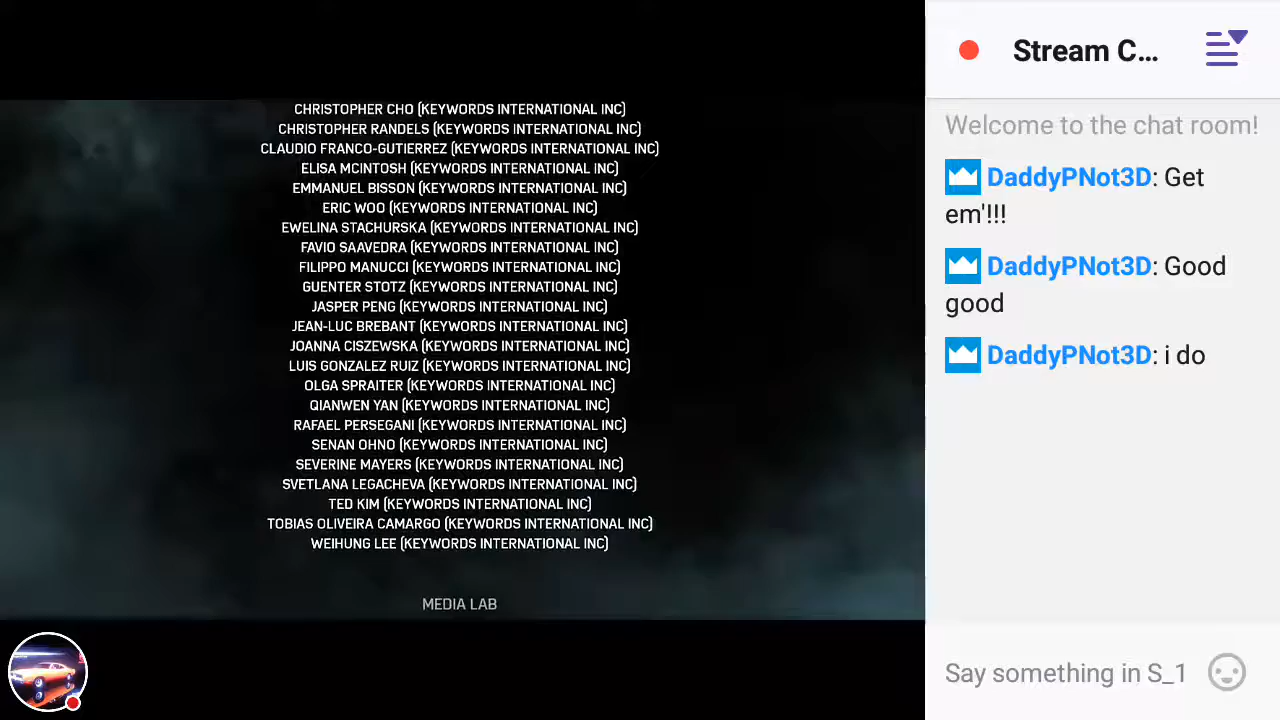 CHRISTOPHER CHO (KEYWORDS INTERNATIONAL INC)
CHRISTOPHER RANDELS (KEYWORDS INTERNATIONAL INC)
CLAUDIO FRANCO-GUTIERREZ (KEYWORDS INTERNATIONAL INC)
ELISA MCINTOSH (KEYWORDS INTERNATIONAL INC)
EMMANUEL BISSON (KEYWORDS INTERNATIONAL INC)
ERIC WOO (KEYWORDS INTERNATIONAL INC)
EWELINA STACHURSKA (KEYWORDS INTERNATIONAL INC)
FAVIO SAAVEDRA (KEYWORDS INTERNATIONAL INC)
FILIPPO MANUCCI (KEYWORDS INTERNATIONAL INC)
GUENTER STOTZ (KEYWORDS INTERNATIONAL INC)
JASPER PENG (KEYWORDS INTERNATIONAL INC)
JEAN-LUC BREBANT (KEYWORDS INTERNATIONAL INC)
JOANNA CISZEWSKA (KEYWORDS INTERNATIONAL INC)
LUIS GONZALEZ RUIZ (KEYWORDS INTERNATIONAL INC)
OLGA SPRAITER (KEYWORDS INTERNATIONAL INC)
QIANWEN YAN (KEYWORDS INTERNATIONAL INC)
RAFAEL PERSEGANI (KEYWORDS INTERNATIONAL INC)
SENAN OHNO (KEYWORDS INTERNATIONAL INC)
SEVERINE MAYERS (KEYWORDS INTERNATIONAL INC)
SVETLANA LEGACHEVA (KEYWORDS INTERNATIONAL INC)
TED KIM (KEYWORDS INTERNATIONAL INC)
TOBIAS OLIVEIRA CAMARGO (KEYWORDS INTERNATIONAL INC)
WEIHUNG LEE (KEYWORDS INTERNATIONAL INC)
MEDIA LAB
Stream C...
Welcome to the chat room!
DaddyPNot3D: Get
em'!!!
DaddyPNot3D: Good
good
DaddyPNot3D: i do
Say something in S_1